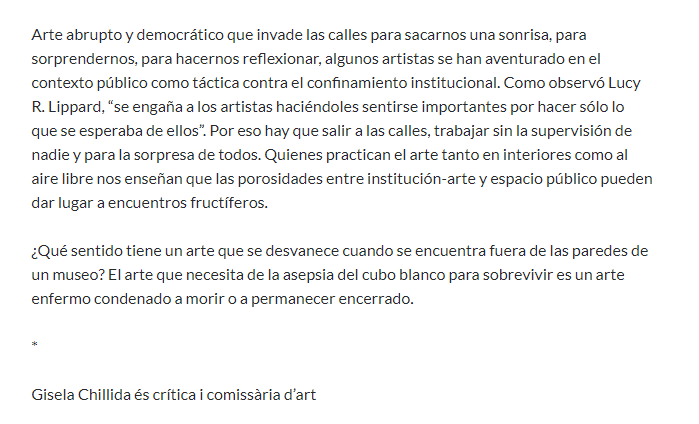 Arte abrupto y democrático que invade las calles para sacarnos una sonrisa, para
sorprendernos, para hacernos reflexionar, algunos artistas se han aventurado en el
contexto público como táctica contra el confinamiento institucional. Como observó Lucy
R. Lippard, “se engaña a los artistas haciéndoles sentirse importantes por hacer sólo lo
que se esperaba de ellos”. Por eso hay que salir a las calles, trabajar sin la supervisión de
nadie y para la sorpresa de todos. Quienes practican el arte tanto en interiores como al
aire libre nos enseñan que las porosidades entre institución-arte y espacio público pueden
dar lugar a encuentros fructíferos.
¿Qué sentido tiene un arte que se desvanece cuando se encuentra fuera de las paredes de
un museo? El arte que necesita de la asepsia del cubo blanco para sobrevivir es un arte
enfermo condenado a morir o a permanecer encerrado.
*
Gisela Chillida és crítica i comissària d’art